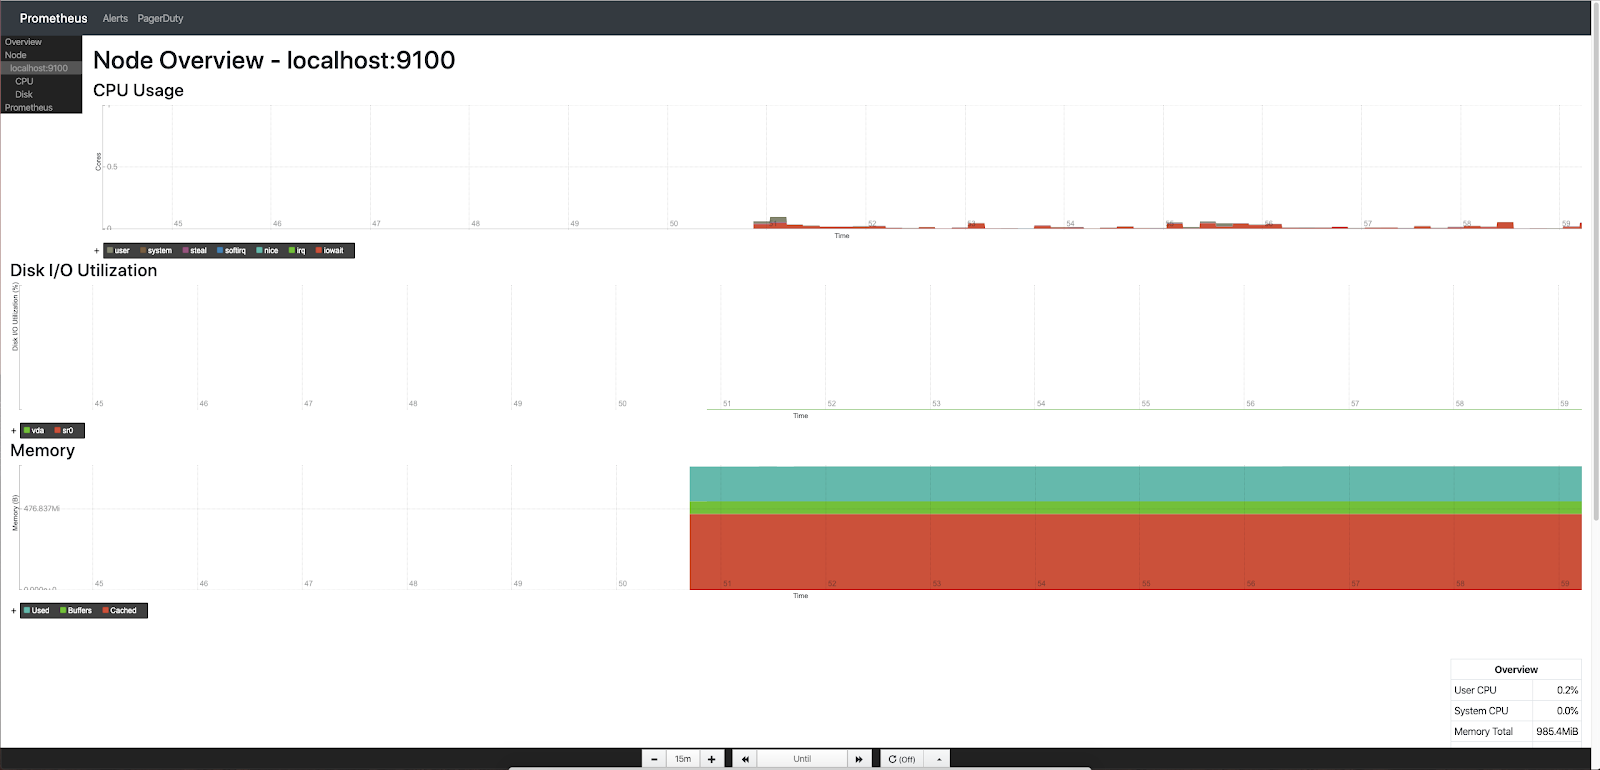 Prometheus Alerts PagerDuty
Overview
Node
localhost:9100
CPU
Disk
Prometheus
Node Overview - localhost:9100
CPU Usage
Cores
0.5
45 46 47 48 49 50 52 53 54 55 56 57 58 59
Time
+ user system steal softirq nice irq iowait
Disk I/O Utilization
Disk I/O Utilization (%)
45 46 47 48 49 50 51 52 53 54 55 56 57 58 59
Time
+ vda sr0
Memory
Memory (B)
476.837Mi
45 46 47 48 49 50 51 52 53 54 55 56 57 58 59
Time
+ Used Buffers Cached
Overview
User CPU 0.2%
System CPU 0.0%
Memory Total 985.4MiB
15m Until (Off)